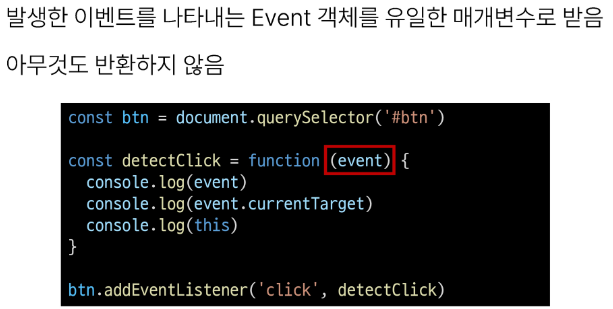 발생한 이벤트를 나타내는 Event 객체를 유일한 매개변수로 받음
아무것도 반환하지 않음
const btn = document.querySelector('#btn')
const detectClick = function (event) {
  console.log(event)
  console.log(event.currentTarget)
  console.log(this)
}
btn.addEventListener('click', detectClick)